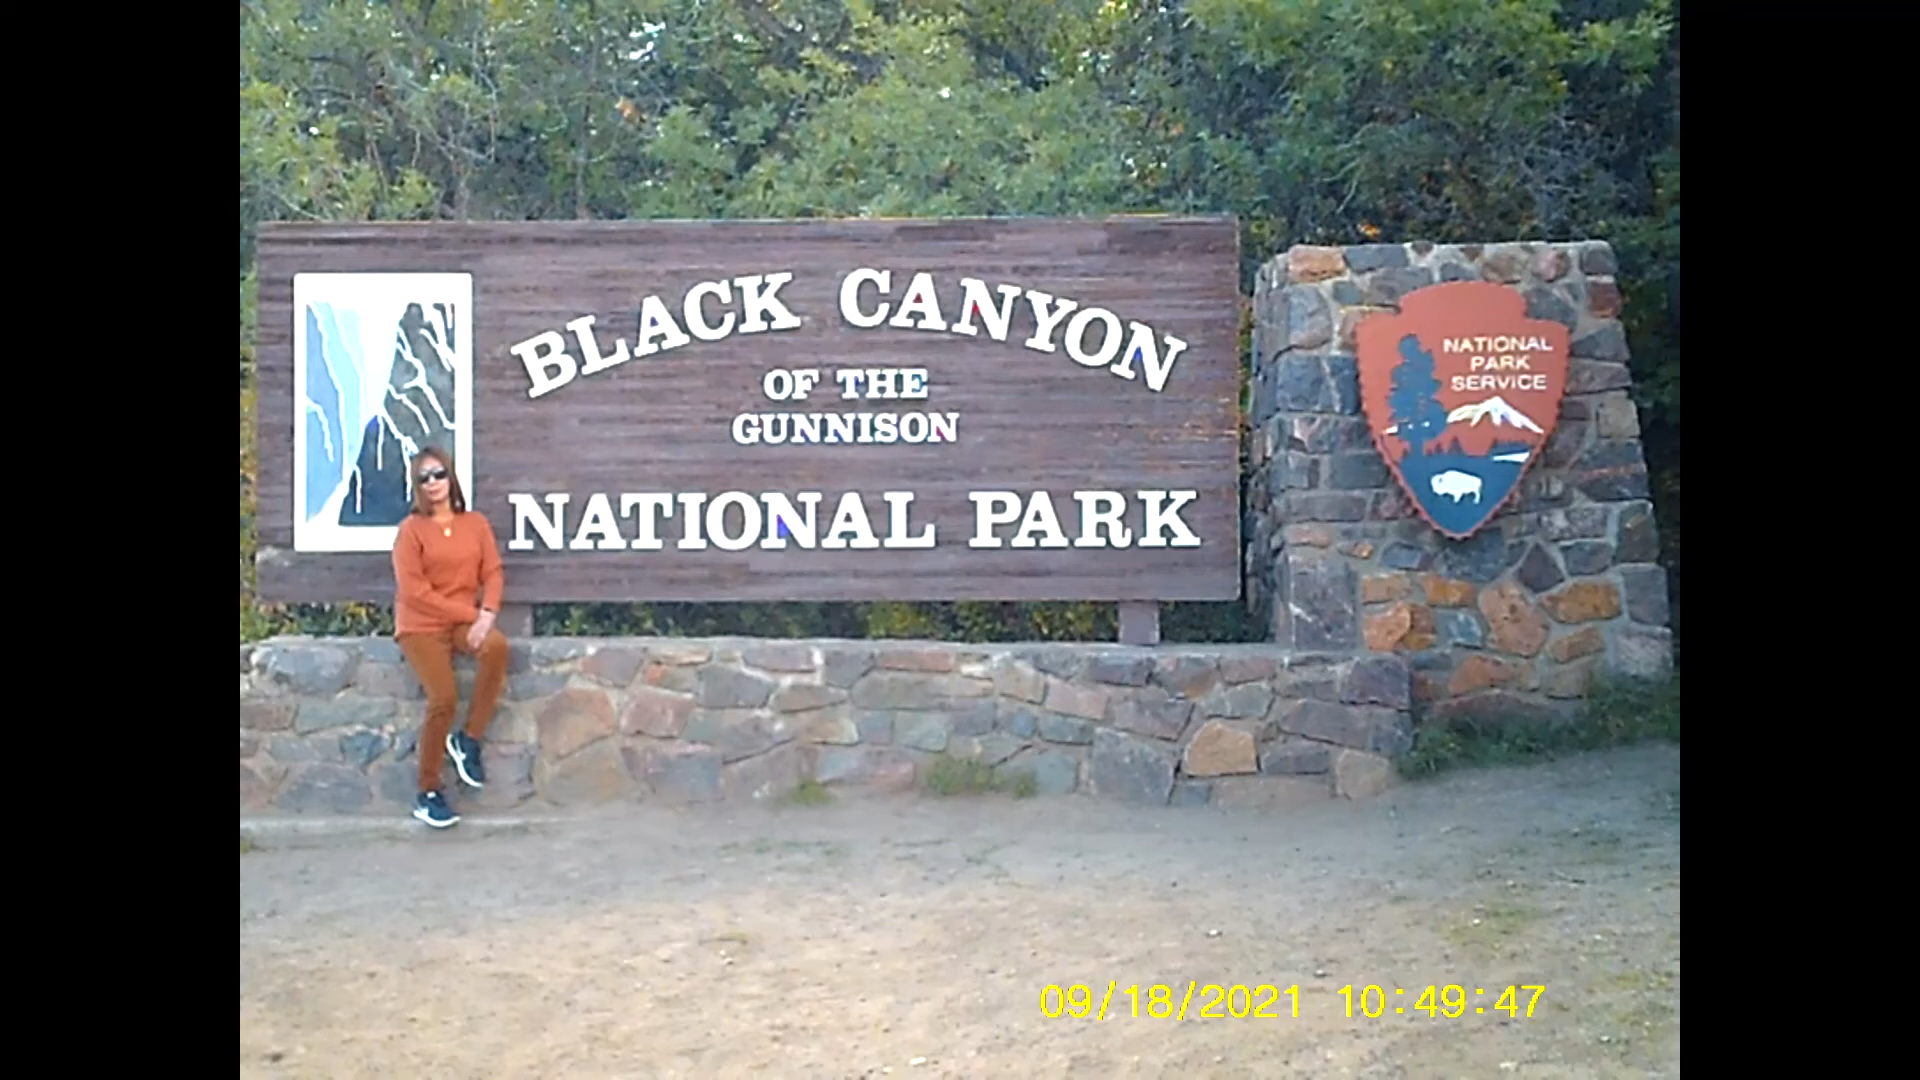 BLACK CANYON
OF THE
GUNNISON
NATIONAL PARK
NATIONAL
PARK
SERVICE
09/18/2021 10:49:47